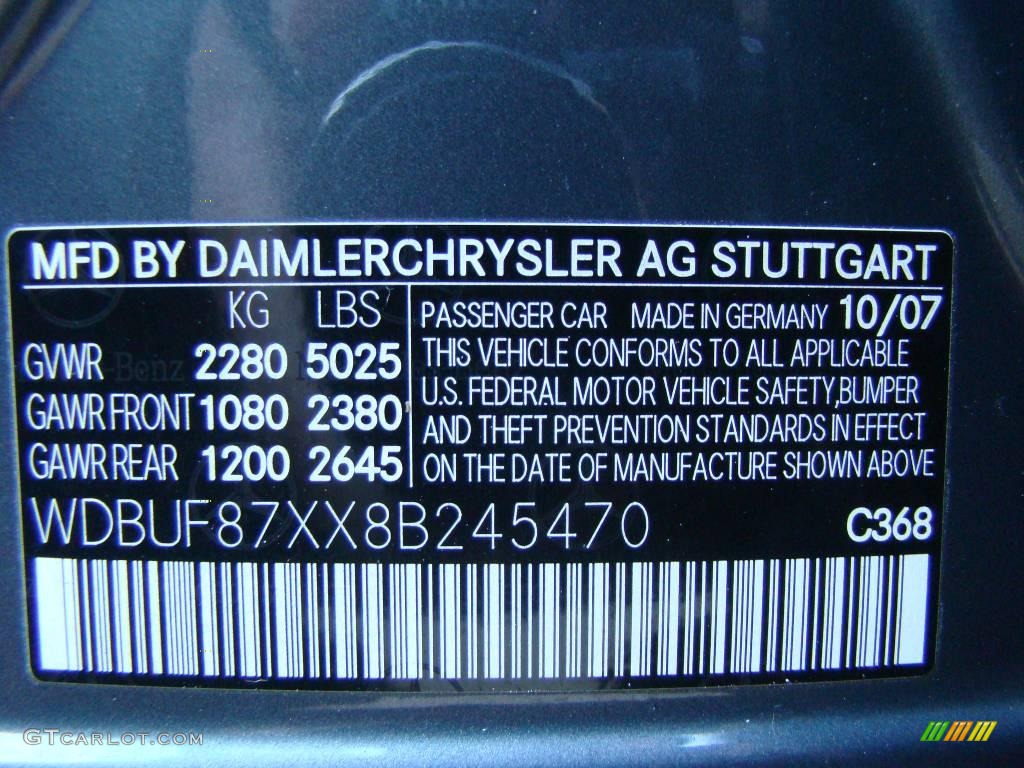 MFD BY DAIMLERCHRYSLER AG STUTTGART
KG LBS
GVWR 2280 5025
GAWR FRONT 1080 2380
GAWR REAR 1200 2645
PASSENGER CAR MADE IN GERMANY 10/07
THIS VEHICLE CONFORMS TO ALL APPLICABLE
U.S. FEDERAL MOTOR VEHICLE SAFETY,BUMPER
AND THEFT PREVENTION STANDARDS IN EFFECT
ON THE DATE OF MANUFACTURE SHOWN ABOVE
WDBUF87XX8B245470 C368
GTCARLOT.COM